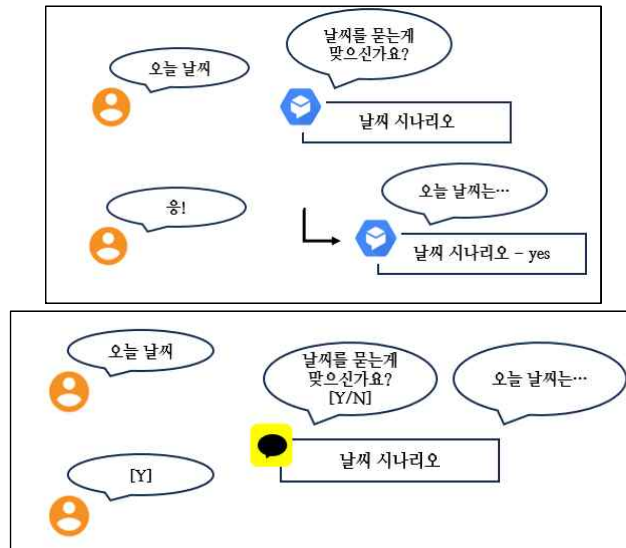 오늘 날씨
날씨를 묻는게
맞으신가요?
날씨 시나리오
응!
오늘 날씨는…
날씨 시나리오 – yes
오늘 날씨
날씨를 묻는게
맞으신가요?
[Y/N]
오늘 날씨는…
날씨 시나리오
[Y]